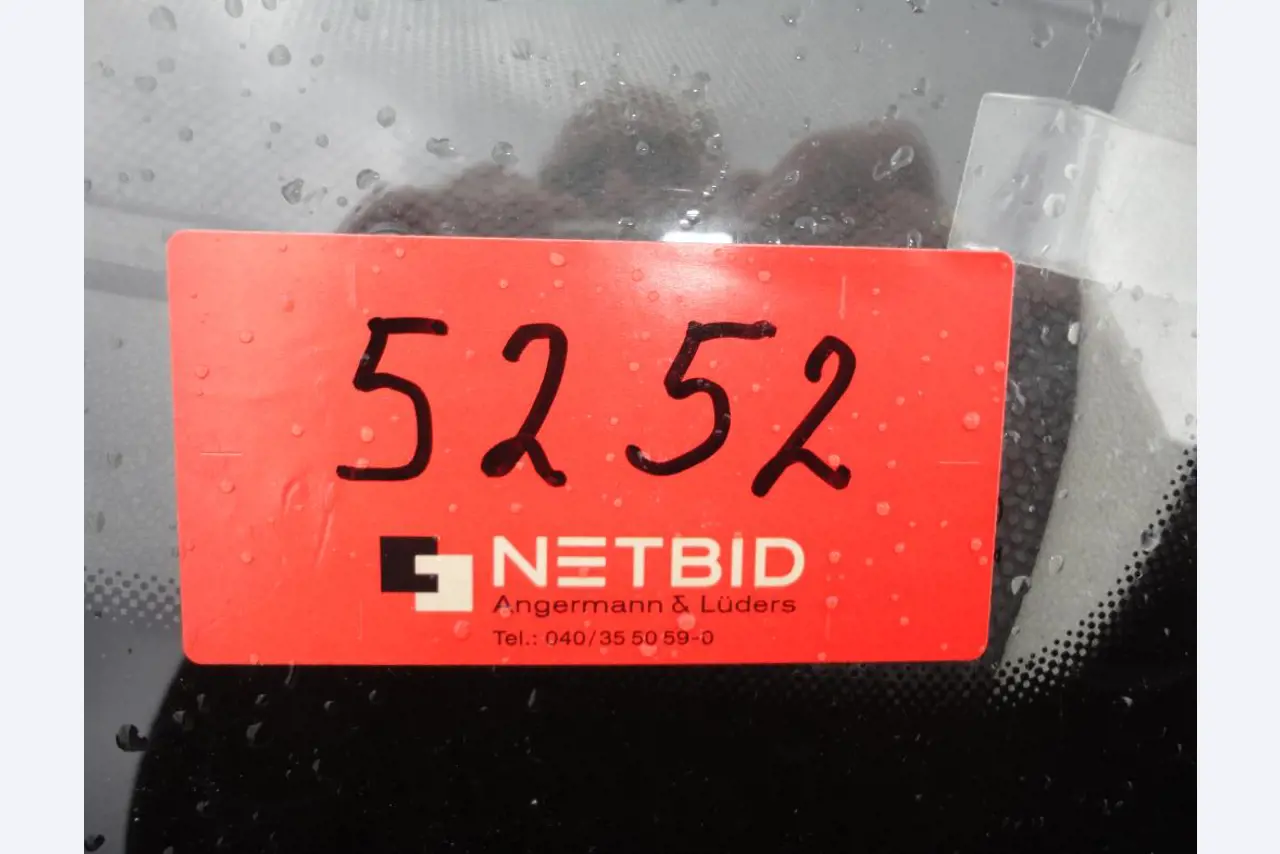 5252
NETBID
Angermann & Lüders
Tel.: 040/35 50 59-0